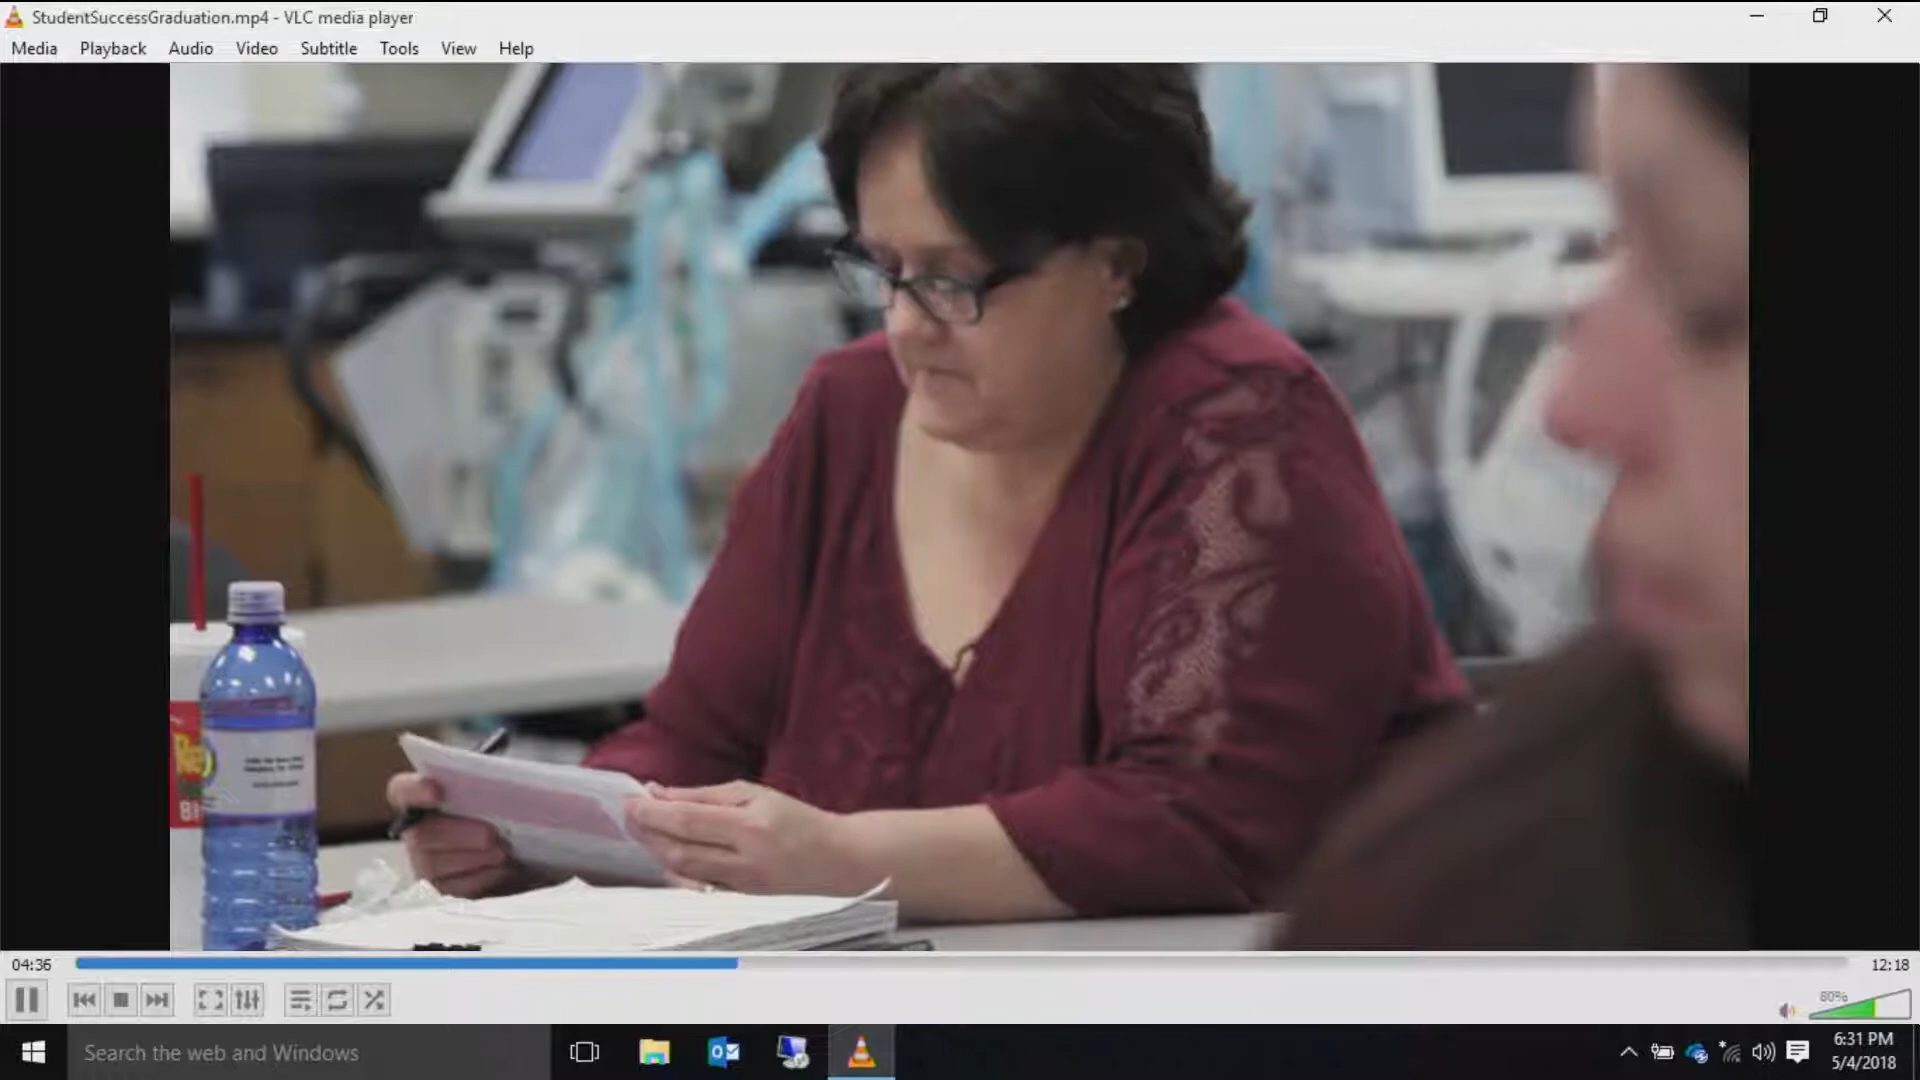 StudentSuccessGraduation.mp4 - VLC media player
Media Playback Audio Video Subtitle Tools View Help
04:36
12:18
80%
Search the web and Windows
6:31 PM
5/4/2018